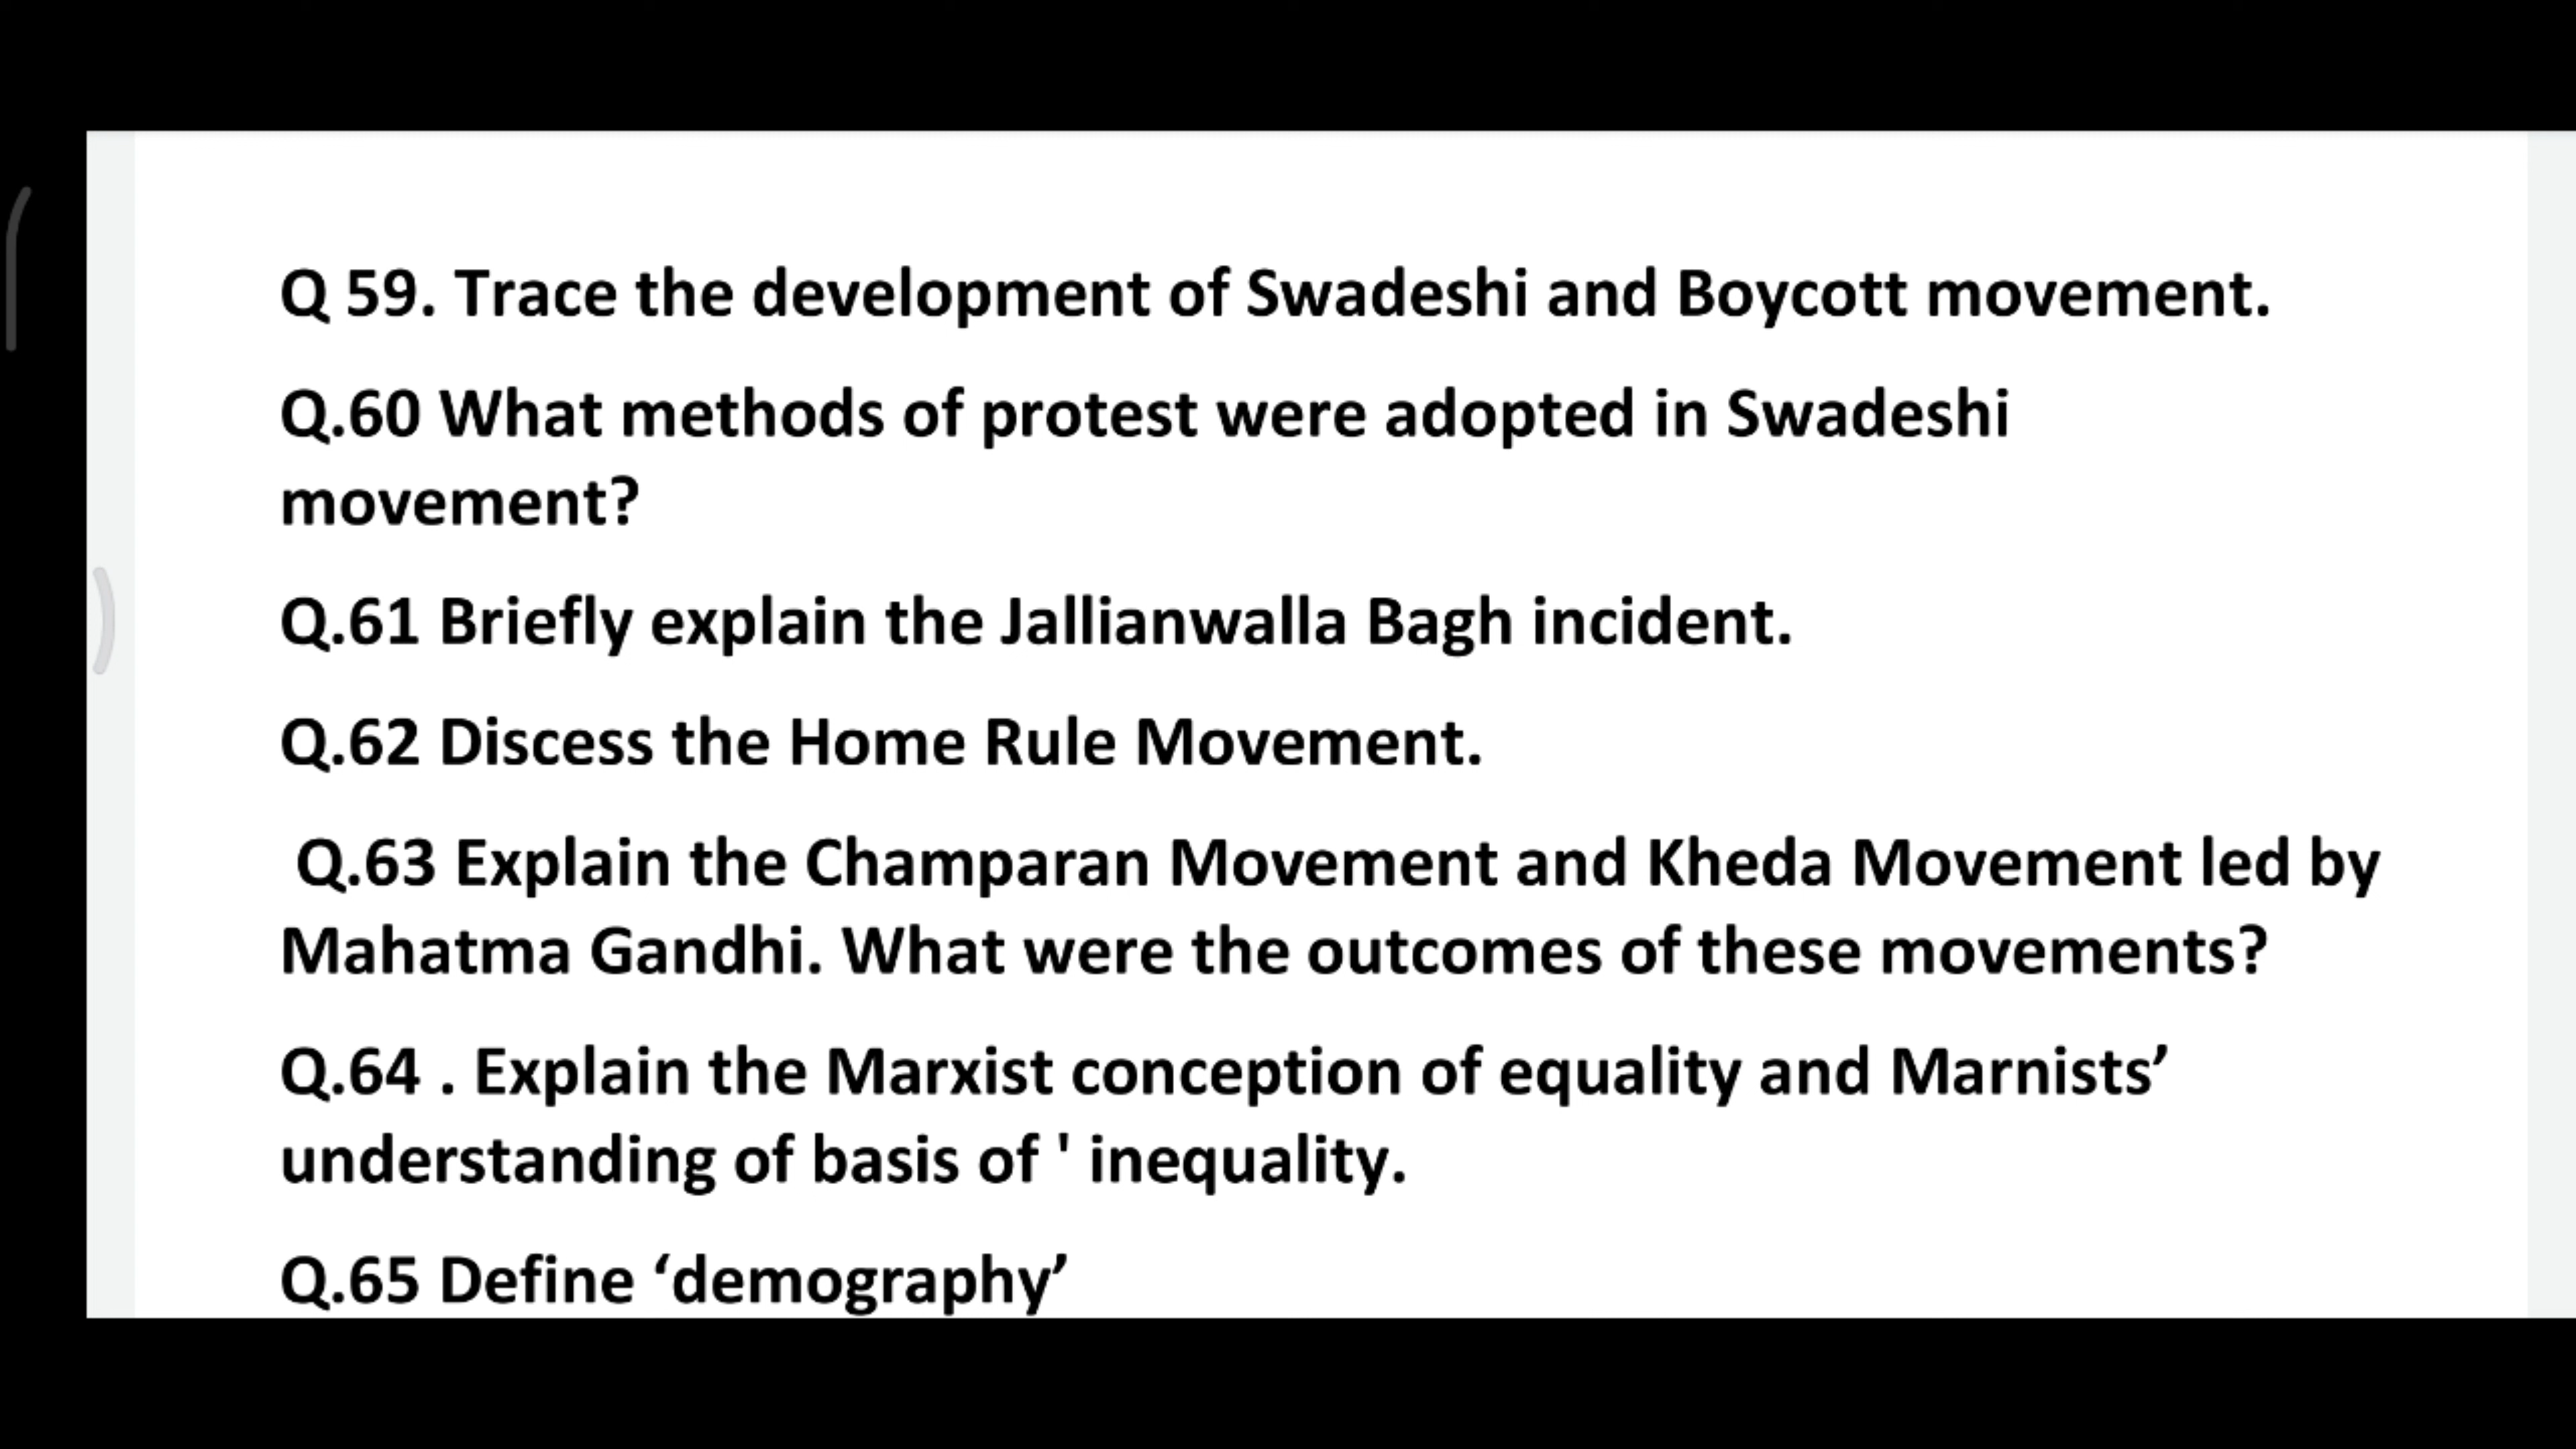 Q 59. Trace the development of Swadeshi and Boycott movement.
Q.60 What methods of protest were adopted in Swadeshi
movement?
Q.61 Briefly explain the Jallianwalla Bagh incident.
Q.62 Discess the Home Rule Movement.
Q.63 Explain the Champaran Movement and Kheda Movement led by
Mahatma Gandhi. What were the outcomes of these movements?
Q.64 . Explain the Marxist conception of equality and Marnists’
understanding of basis of ' inequality.
Q.65 Define ‘demography’